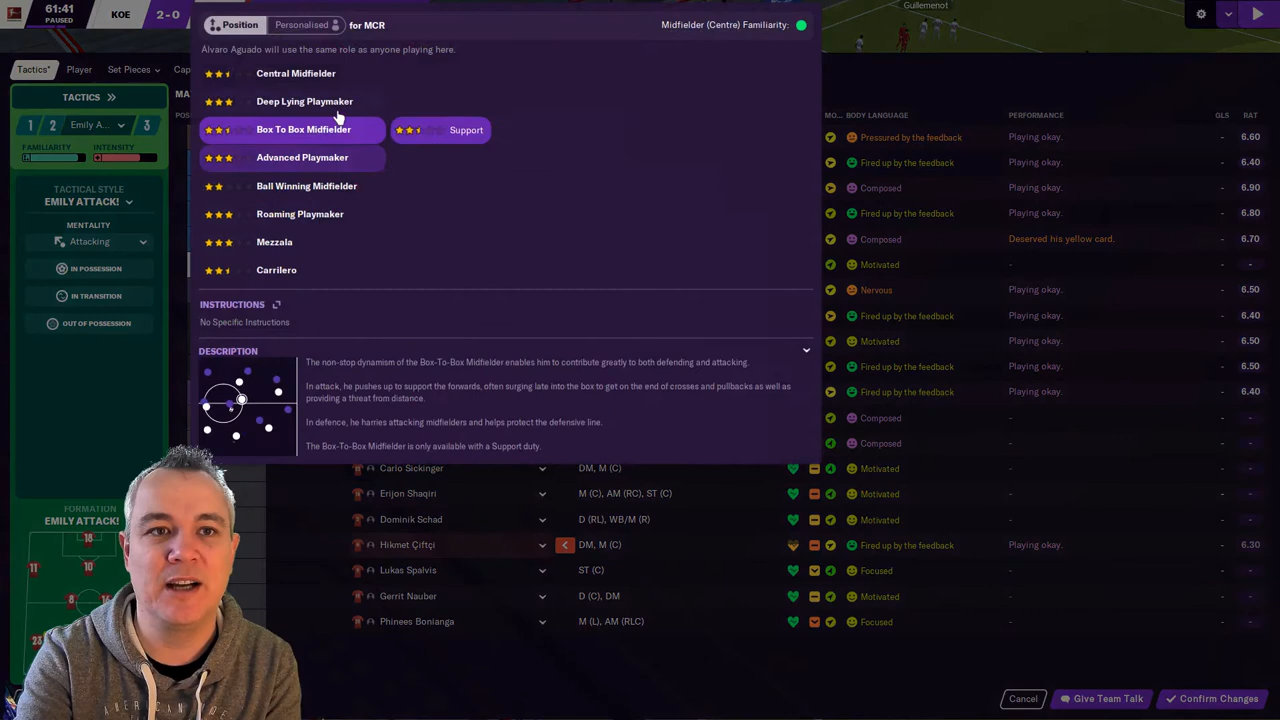 61:41
PAUSED
KOE
2-0
Position
Personalised
for MCR
Midfielder (Centre) Familiarity:
Guillemenot
Álvaro Aguado will use the same role as anyone playing here.
Tactics*
Player
Set Pieces
Central Midfielder
Deep Lying Playmaker
Box To Box Midfielder
Support
Advanced Playmaker
Ball Winning Midfielder
Roaming Playmaker
Mezzala
Carrilero
TACTICS
1
2
Emily A...
3
FAMILIARITY
INTENSITY
TACTICAL STYLE
EMILY ATTACK!
MENTALITY
Attacking
IN POSSESSION
IN TRANSITION
OUT OF POSSESSION
INSTRUCTIONS
No Specific Instructions
DESCRIPTION
The non-stop dynamism of the Box-To-Box Midfielder enables him to contribute greatly to both defending and attacking.
In attack, he pushes up to support the forwards, often surging late into the box to get on the end of crosses and pullbacks as well as
providing a threat from distance.
In defence, he harries attacking midfielders and helps protect the defensive line.
The Box-To-Box Midfielder is only available with a Support duty.
MO...
BODY LANGUAGE
PERFORMANCE
GLS
RAT
Pressured by the feedback
Playing okay.
-
6.60
Fired up by the feedback
Playing okay.
-
6.40
Composed
Playing okay.
-
6.90
Fired up by the feedback
Playing okay.
-
6.80
Composed
Deserved his yellow card.
-
6.70
Motivated
-
-
-
Nervous
Playing okay.
-
6.50
Fired up by the feedback
Playing okay.
-
6.40
Motivated
Playing okay.
-
6.50
Fired up by the feedback
Playing okay.
-
6.50
Fired up by the feedback
Playing okay.
-
6.40
Composed
-
-
-
Composed
-
-
-
Carlo Sickinger
DM, M (C)
Motivated
-
-
-
Erijon Shaqiri
M (C), AM (RC), ST (C)
Motivated
-
-
-
Dominik Schad
D (RL), WB/M (R)
Motivated
-
-
-
Hikmet Çiftçi
DM, M (C)
Fired up by the feedback
Playing okay.
-
6.30
Lukas Spalvis
ST (C)
Focused
-
-
-
Gerrit Nauber
D (C), DM
Motivated
-
-
-
Phinees Bonianga
M (L), AM (RLC)
Focused
-
-
-
FORMATION
EMILY ATTACK!
18
11
10
8
23
Cancel
Give Team Talk
Confirm Changes